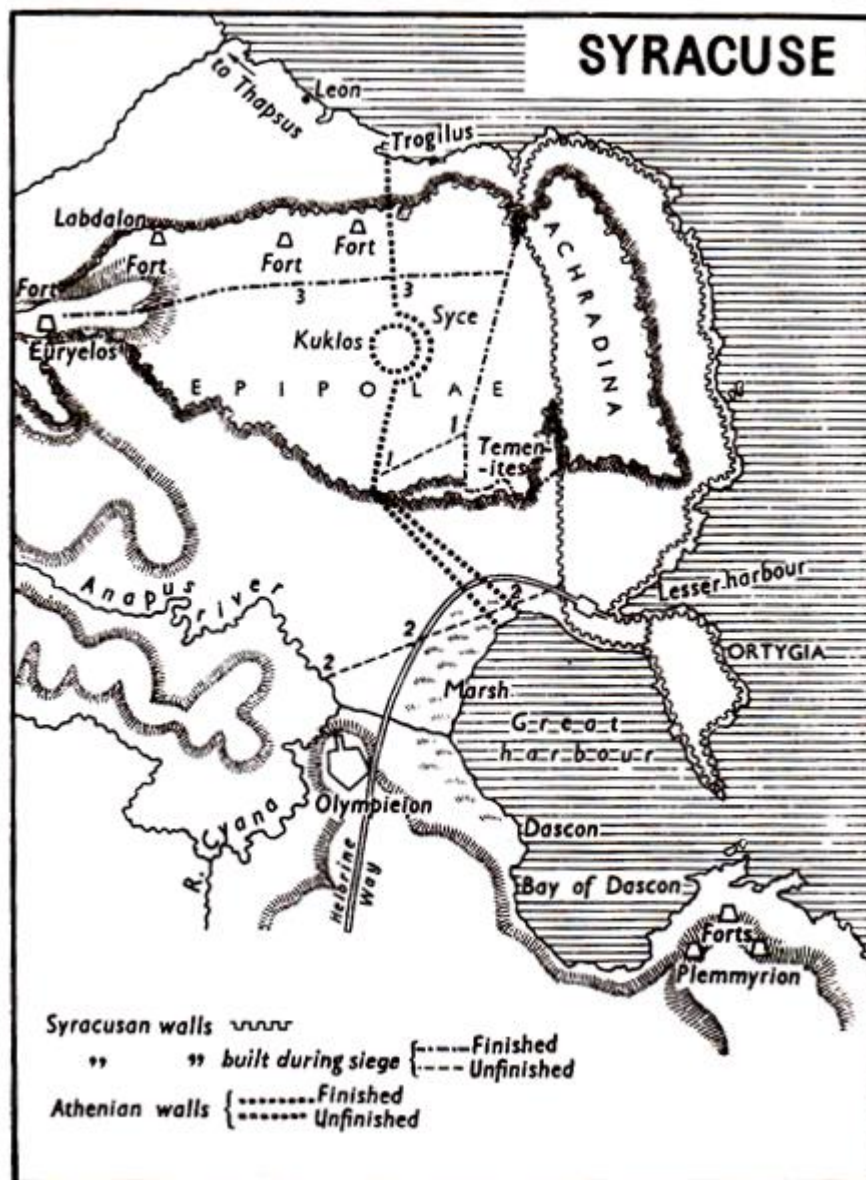 SYRACUSE
to Thapsus
Leon
Trogilus
Labdalon
Fort
Fort
Fort
Fort
ACHRADINA
3
3
Syce
Kuklos
Euryelos
EPIPOLAE
1
1
Temen-
-ites
Anapus river
Lesser harbour
2
2
2
ORTYGIA
Marsh
Great
harbour
Olympieion
R. Cyana
Dascon
Helorine
Way
Bay of Dascon
Forts
Plemmyrion
Syracusan walls
" " built during siege { Finished
Unfinished
Athenian walls { Finished
Unfinished